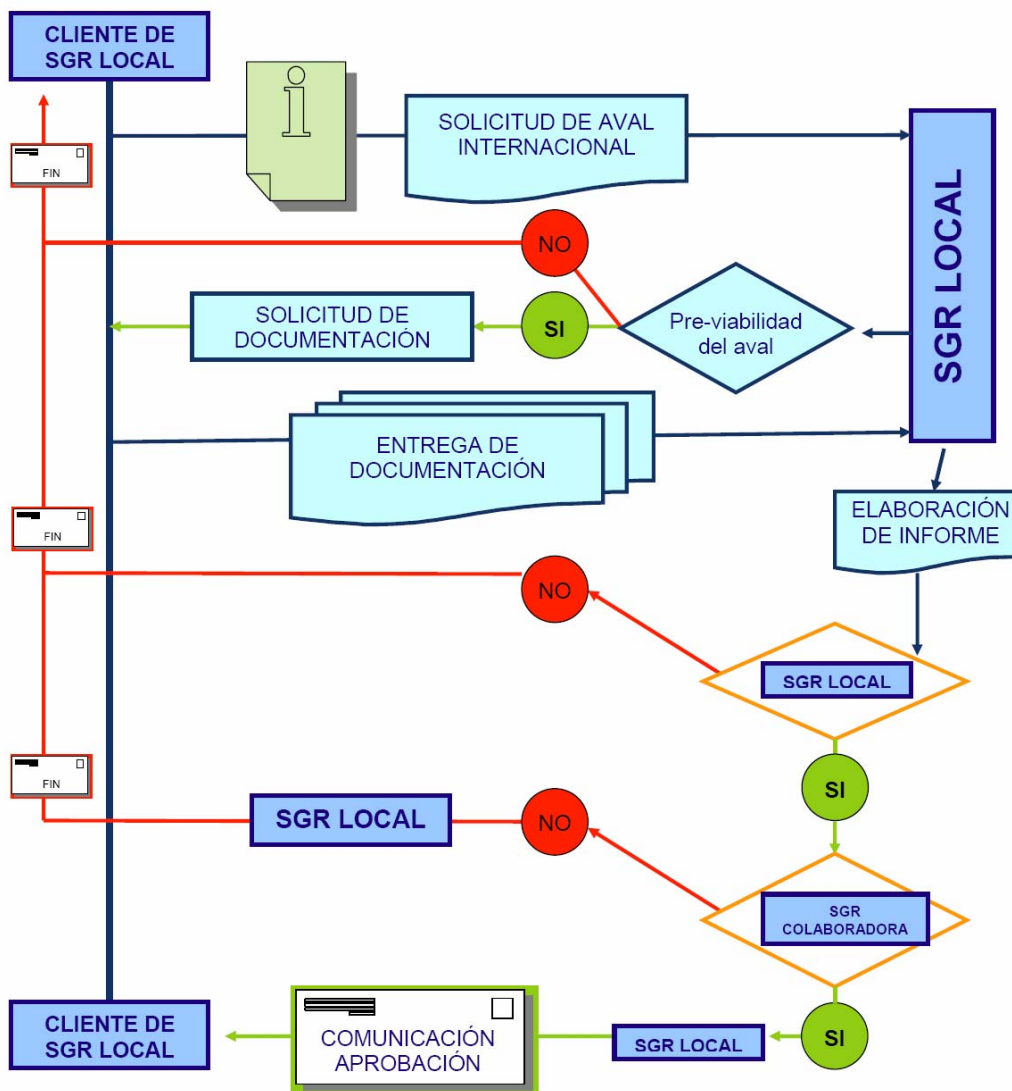 CLIENTE DE
SGR LOCAL
i
SOLICITUD DE AVAL
INTERNACIONAL
SGR LOCAL
FIN
NO
SOLICITUD DE
DOCUMENTACIÓN
SI
Pre-viabilidad
del aval
ENTREGA DE
DOCUMENTACIÓN
ELABORACIÓN
DE INFORME
FIN
NO
SGR LOCAL
SI
FIN
SGR LOCAL
NO
SGR
COLABORADORA
CLIENTE DE
SGR LOCAL
COMUNICACIÓN
APROBACIÓN
SGR LOCAL
SI